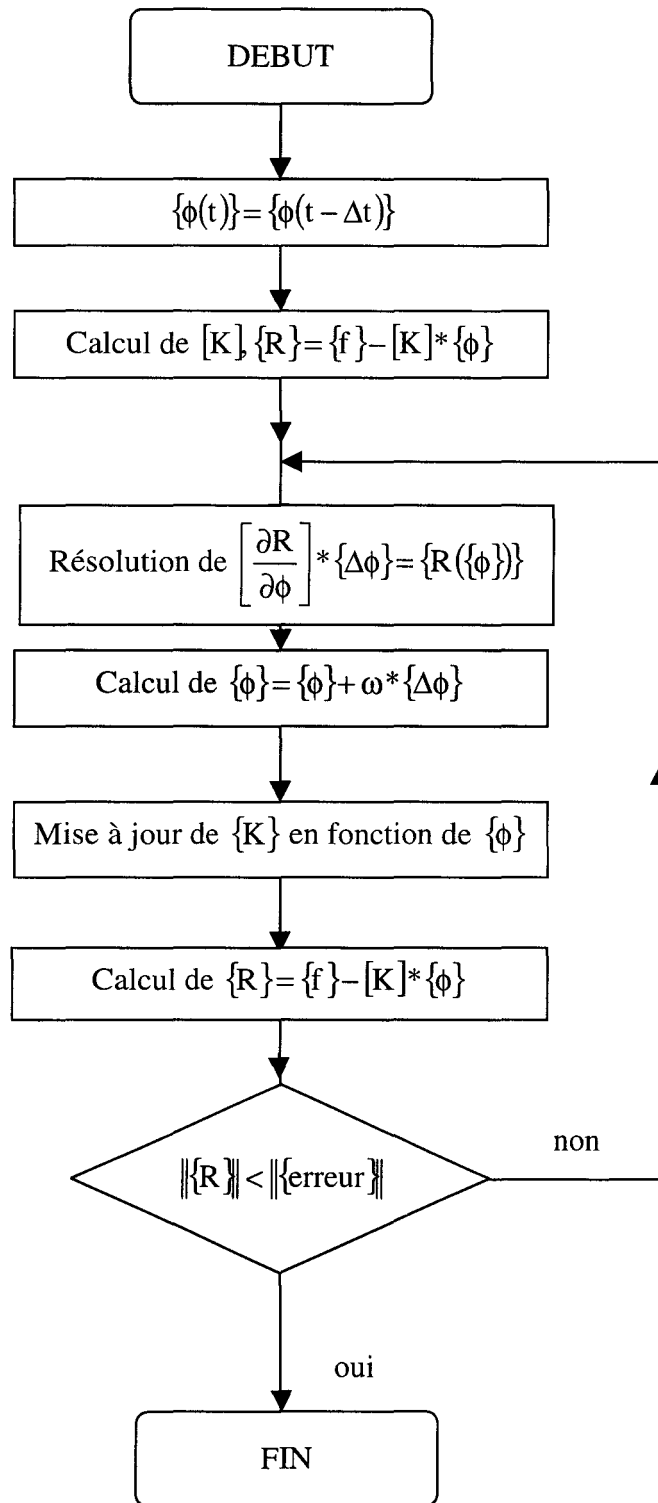 DEBUT
{ϕ(t)}={ϕ(t − Δt)}
Calcul de [K], {R}={f}−[K]*{ϕ}
Résolution de [∂R/∂ϕ]*{Δϕ}={R({ϕ})}
Calcul de {ϕ}={ϕ}+ ω*{Δϕ}
Mise à jour de {K} en fonction de {ϕ}
Calcul de {R}={f}−[K]*{ϕ}
‖{R}‖<‖{erreur}‖
non
oui
FIN